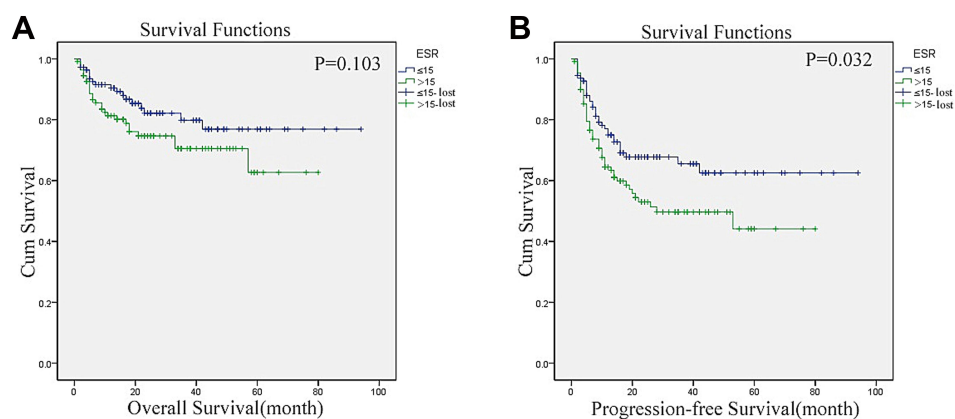 A
Survival Functions
P=0.103
ESR
≤15
>15
≤15- lost
>15-lost
Cum Survival
1.0
0.8
0.6
0.4
0.2
0.0
0 20 40 60 80 100
Overall Survival(month)
B
Survival Functions
P=0.032
ESR
≤15
>15
≤15- lost
>15-lost
Cum Survival
1.0
0.8
0.6
0.4
0.2
0.0
0 20 40 60 80 100
Progression-free Survival(month)